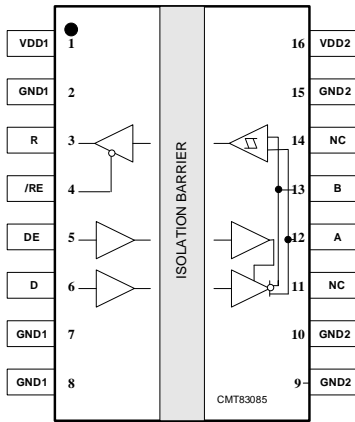 VDD1 1 16 VDD2
GND1 2 15 GND2
R 3 14 NC
/RE 4 13 B
DE 5 12 A
D 6 11 NC
GND1 7 10 GND2
GND1 8 9 GND2
ISOLATION BARRIER
CMT83085